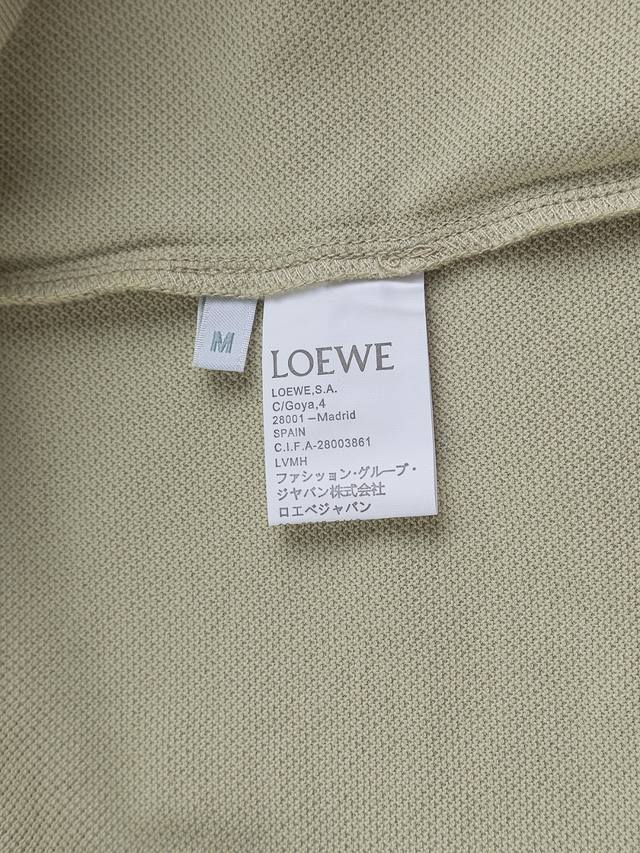 M
LOEWE
LOEWE,S.A.
C/Goya,4
28001 –Madrid
SPAIN
C.I.F.A-28003861
LVMH
ファッション・グループ・
ジャパン株式会社
ロエベジャパン